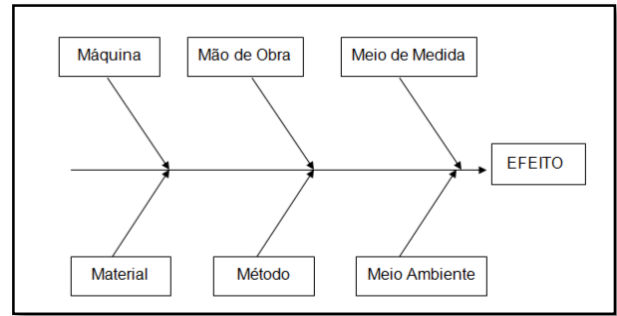 Máquina
Mão de Obra
Meio de Medida
EFEITO
Material
Método
Meio Ambiente